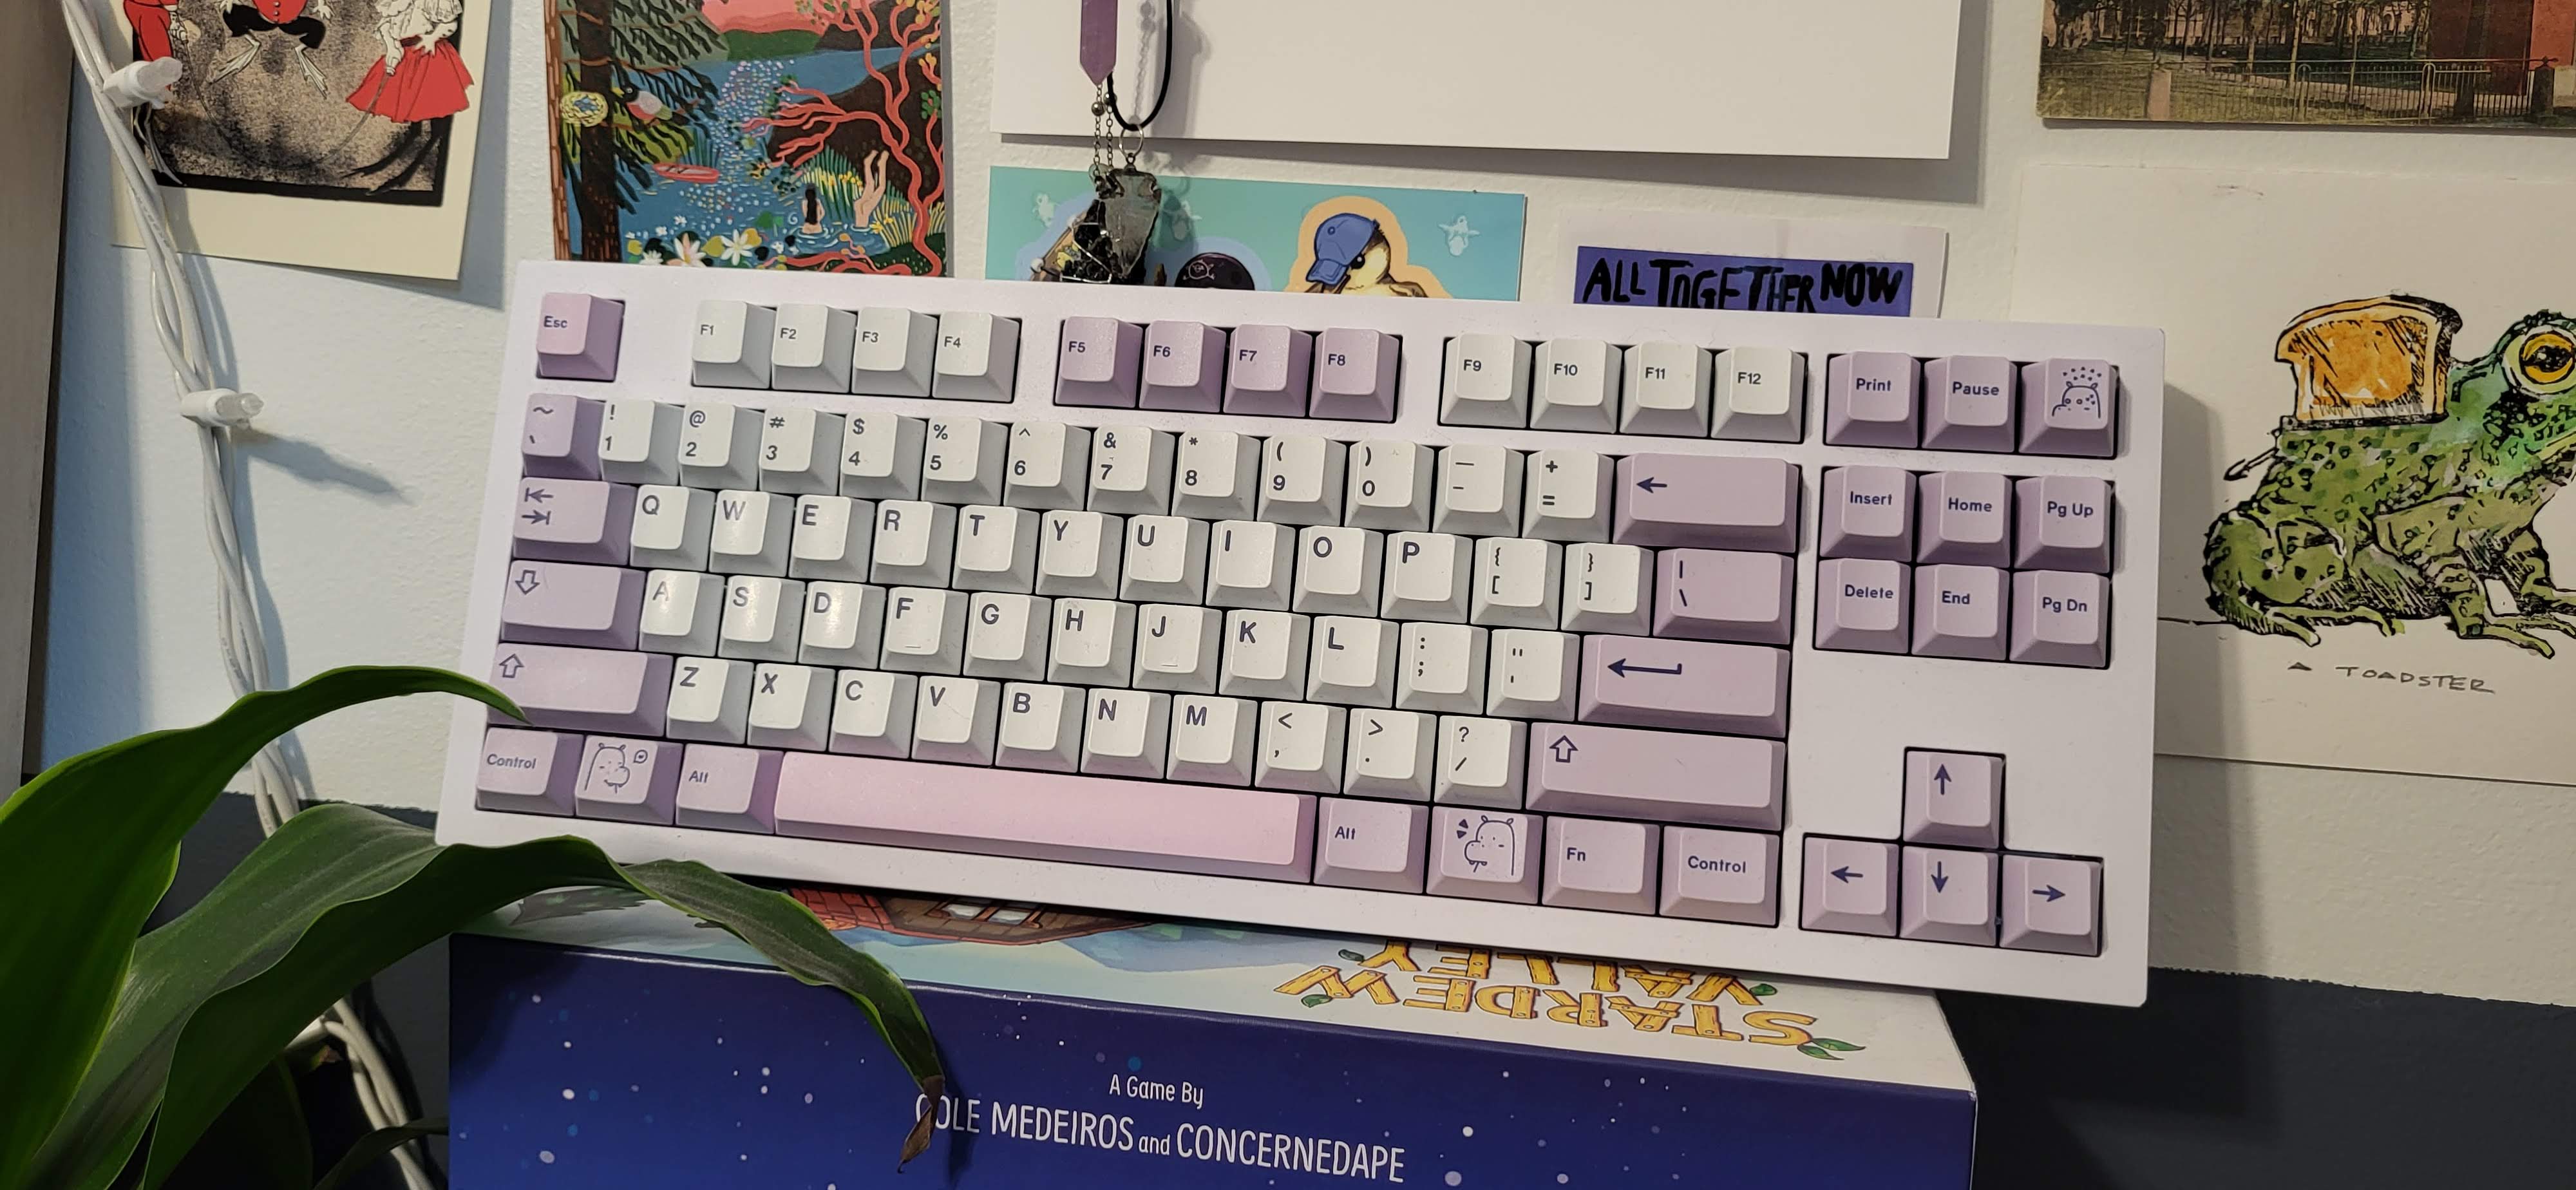 ALL TOGETHER NOW
Esc F1 F2 F3 F4 F5 F6 F7 F8 F9 F10 F11 F12 Print Pause
~ ! @ # $ % ^ & * ( ) — +
` 1 2 3 4 5 6 7 8 9 0 - = ← Insert Home Pg Up
Q W E R T Y U I O P { } |
[ ] \ Delete End Pg Dn
A S D F G H J K L : "
; '
Z X C V B N M < > ?
, . /
Control Alt Alt Fn Control
↑
← ↓ →
A TOADSTER
STARDEW
VALLEY
A Game By
COLE MEDEIROS and CONCERNEDAPE